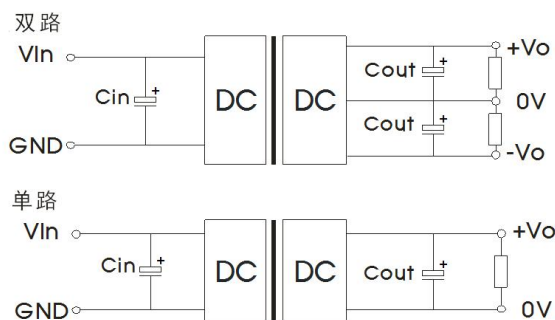 双路
VIn
+Vo
Cout +
Cin +
DC DC
0V
Cout +
GND
-Vo
单路
VIn
+Vo
Cin +
DC DC
Cout +
GND
0V